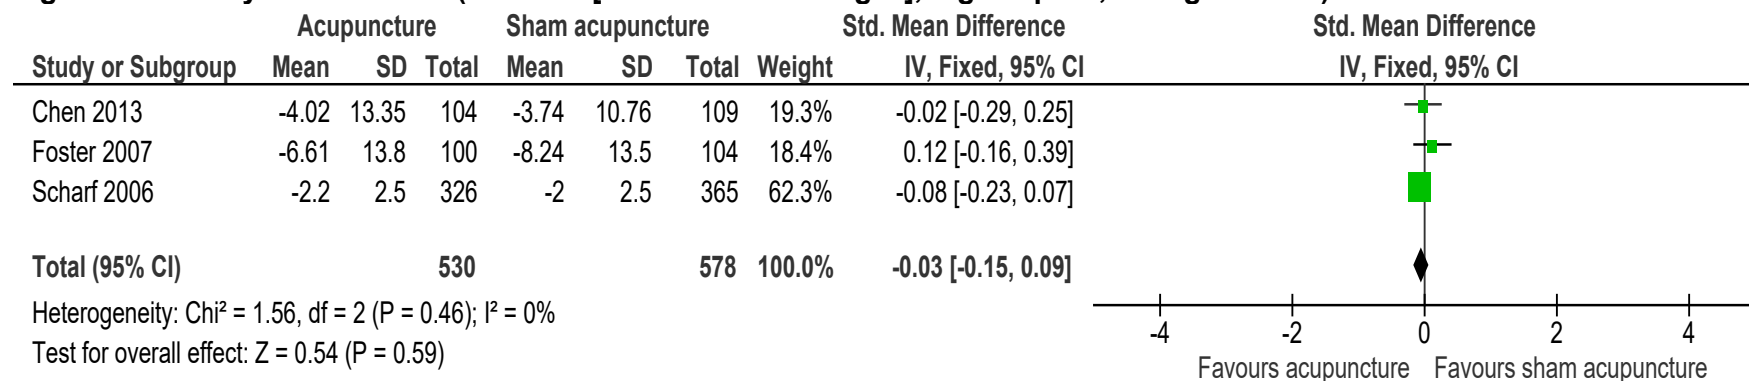 Acupuncture Sham acupuncture Std. Mean Difference Std. Mean Difference
Study or Subgroup Mean SD Total Mean SD Total Weight IV, Fixed, 95% CI IV, Fixed, 95% CI
Chen 2013 -4.02 13.35 104 -3.74 10.76 109 19.3% -0.02 [-0.29, 0.25]
Foster 2007 -6.61 13.8 100 -8.24 13.5 104 18.4% 0.12 [-0.16, 0.39]
Scharf 2006 -2.2 2.5 326 -2 2.5 365 62.3% -0.08 [-0.23, 0.07]
Total (95% CI) 530 578 100.0% -0.03 [-0.15, 0.09]
Heterogeneity: Chi² = 1.56, df = 2 (P = 0.46); I² = 0%
Test for overall effect: Z = 0.54 (P = 0.59)
-4 -2 0 2 4
Favours acupuncture Favours sham acupuncture